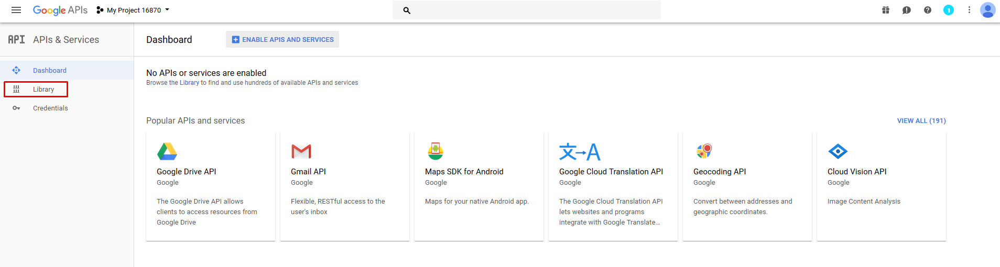 Google APIs My Project 16870 1
API APIs & Services
Dashboard ENABLE APIS AND SERVICES
Dashboard
Library
Credentials
No APIs or services are enabled
Browse the Library to find and use hundreds of available APIs and services
Popular APIs and services VIEW ALL (191)
Google Drive API
Google
The Google Drive API allows
clients to access resources from
Google Drive
Gmail API
Google
Flexible, RESTful access to the
user's inbox
Maps SDK for Android
Google
Maps for your native Android app.
文→A
Google Cloud Translation API
Google
The Google Cloud Translation API
lets websites and programs
integrate with Google Translate…
Geocoding API
Google
Convert between addresses and
geographic coordinates.
Cloud Vision API
Google
Image Content Analysis